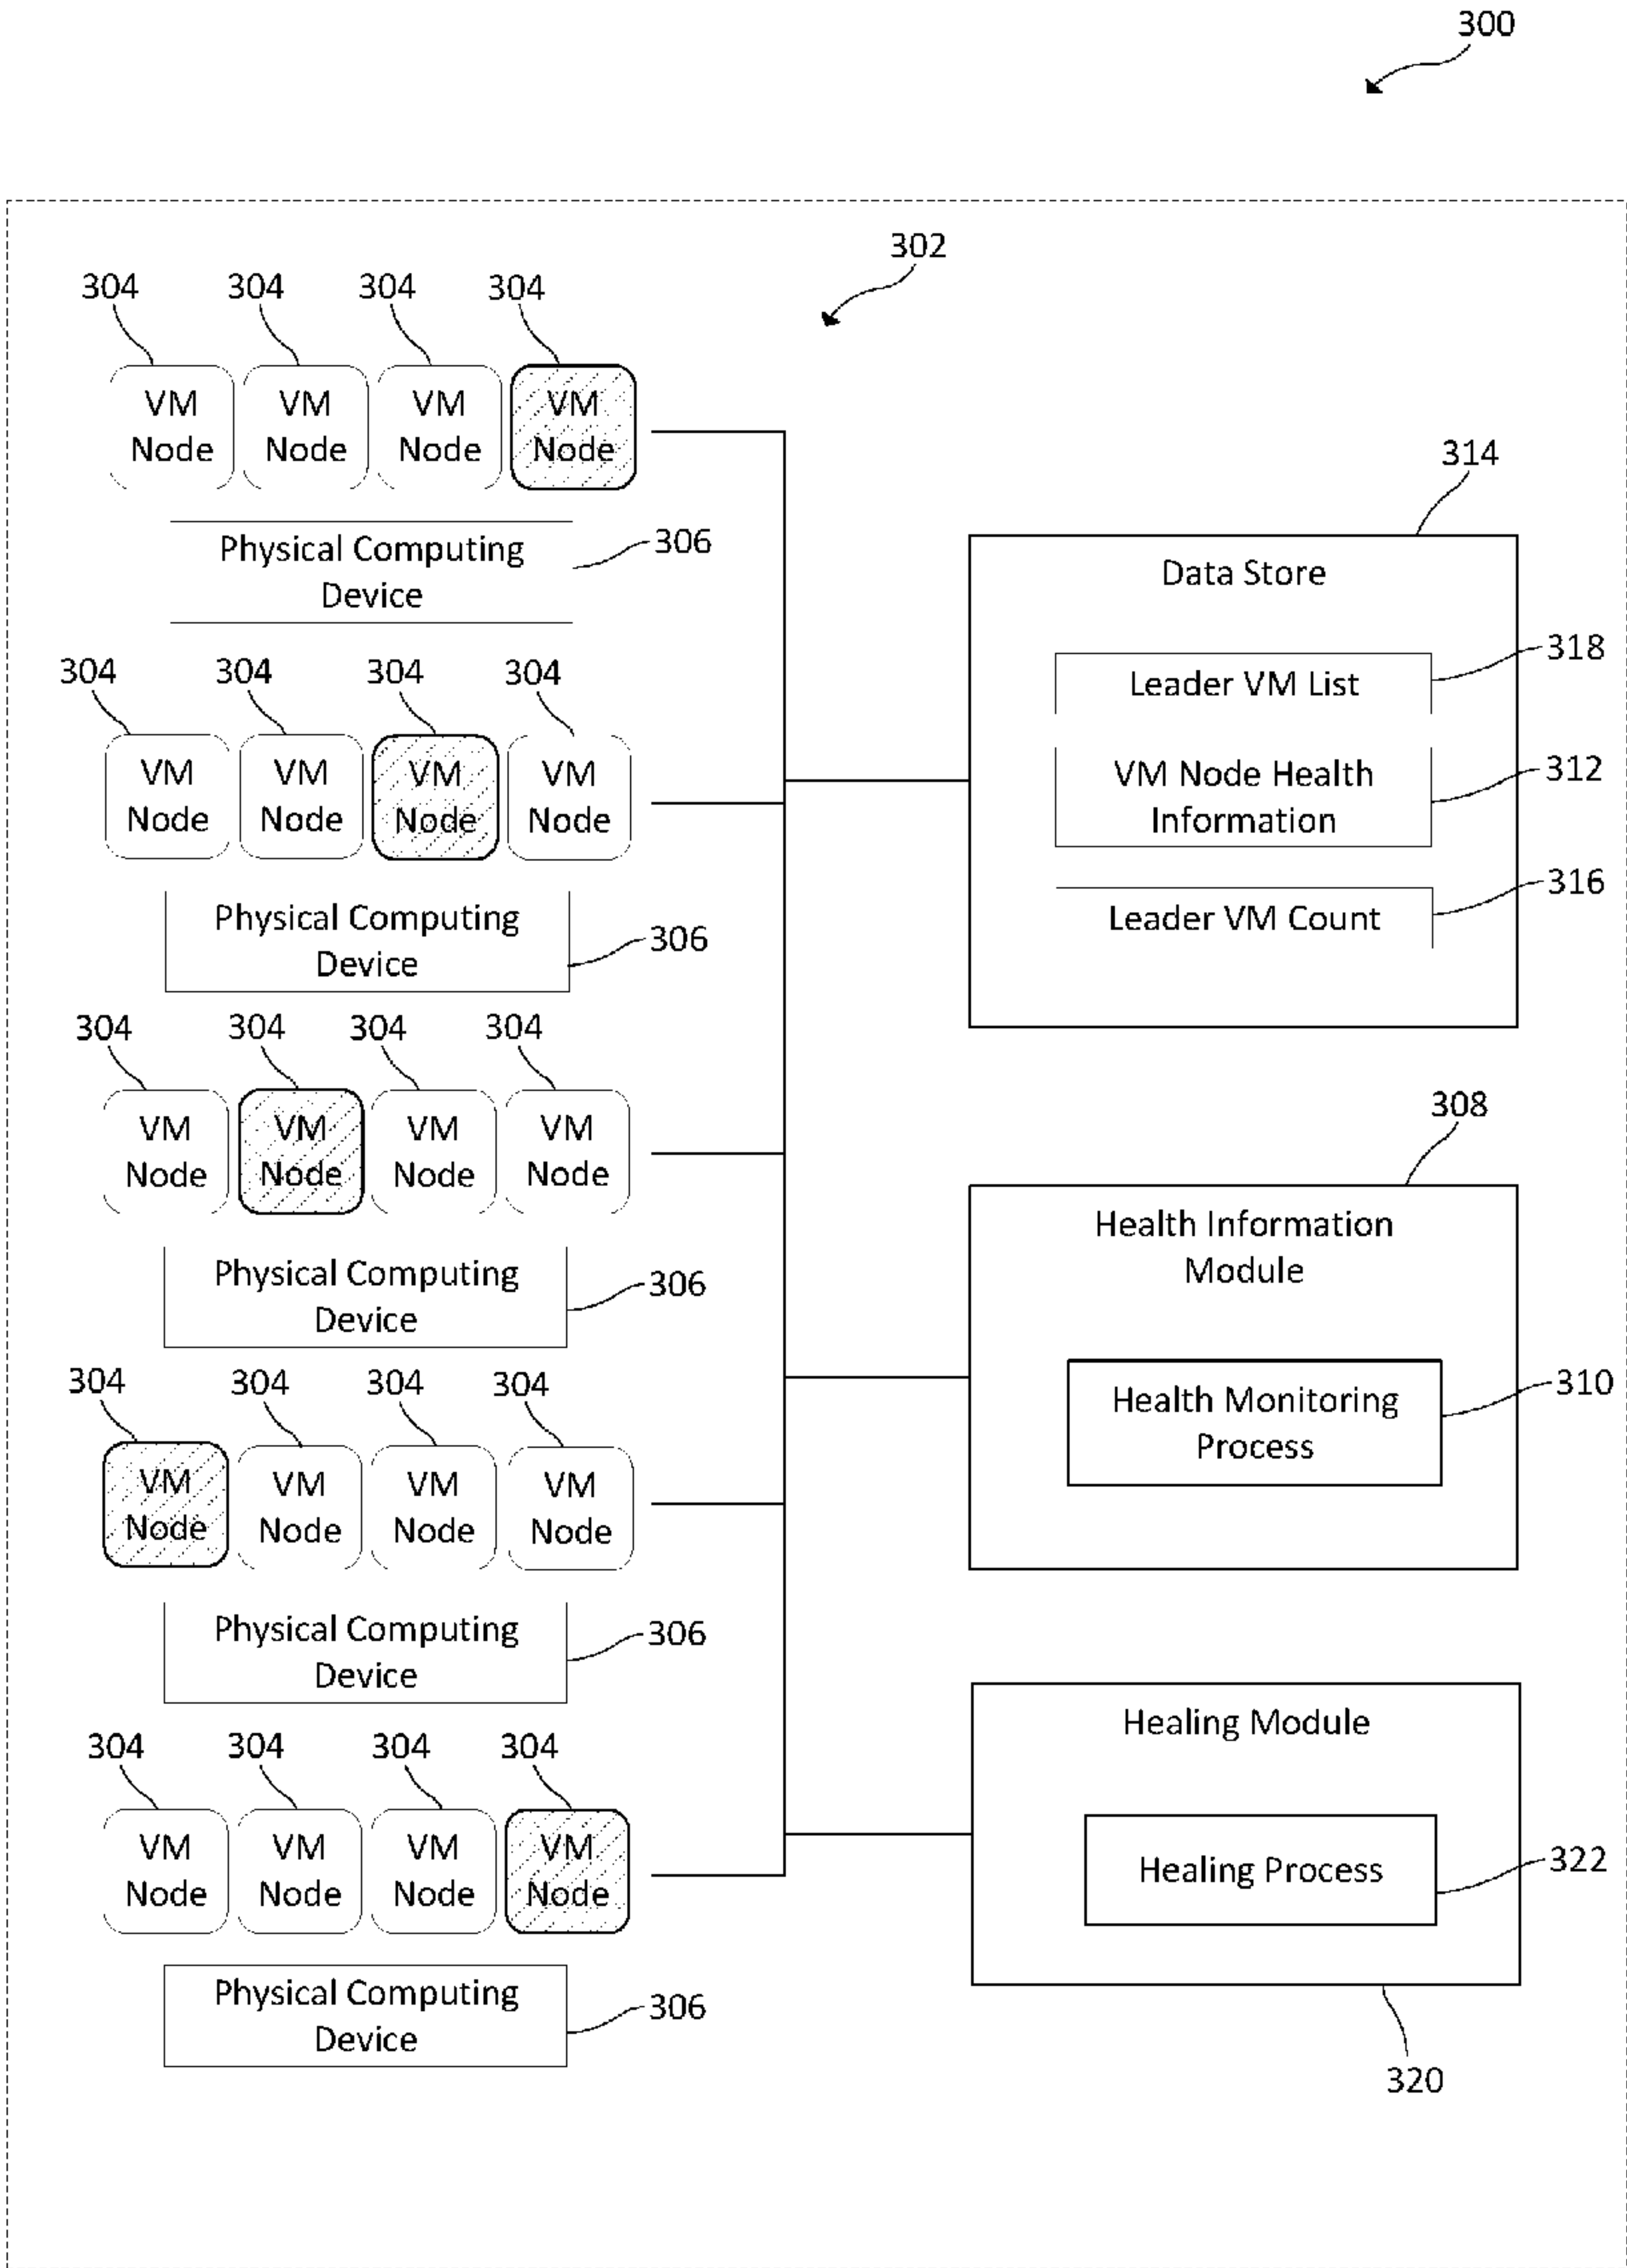 300
302
304 304 304 304
VM Node VM Node VM Node VM Node
Physical Computing
Device
306
304 304 304 304
VM Node VM Node VM Node VM Node
Physical Computing
Device
306
304 304 304 304
VM Node VM Node VM Node VM Node
Physical Computing
Device
306
304 304 304 304
VM Node VM Node VM Node VM Node
Physical Computing
Device
306
304 304 304 304
VM Node VM Node VM Node VM Node
Physical Computing
Device
306
314
Data Store
Leader VM List
318
VM Node Health
Information
312
Leader VM Count
316
308
Health Information
Module
Health Monitoring
Process
310
Healing Module
Healing Process
322
320